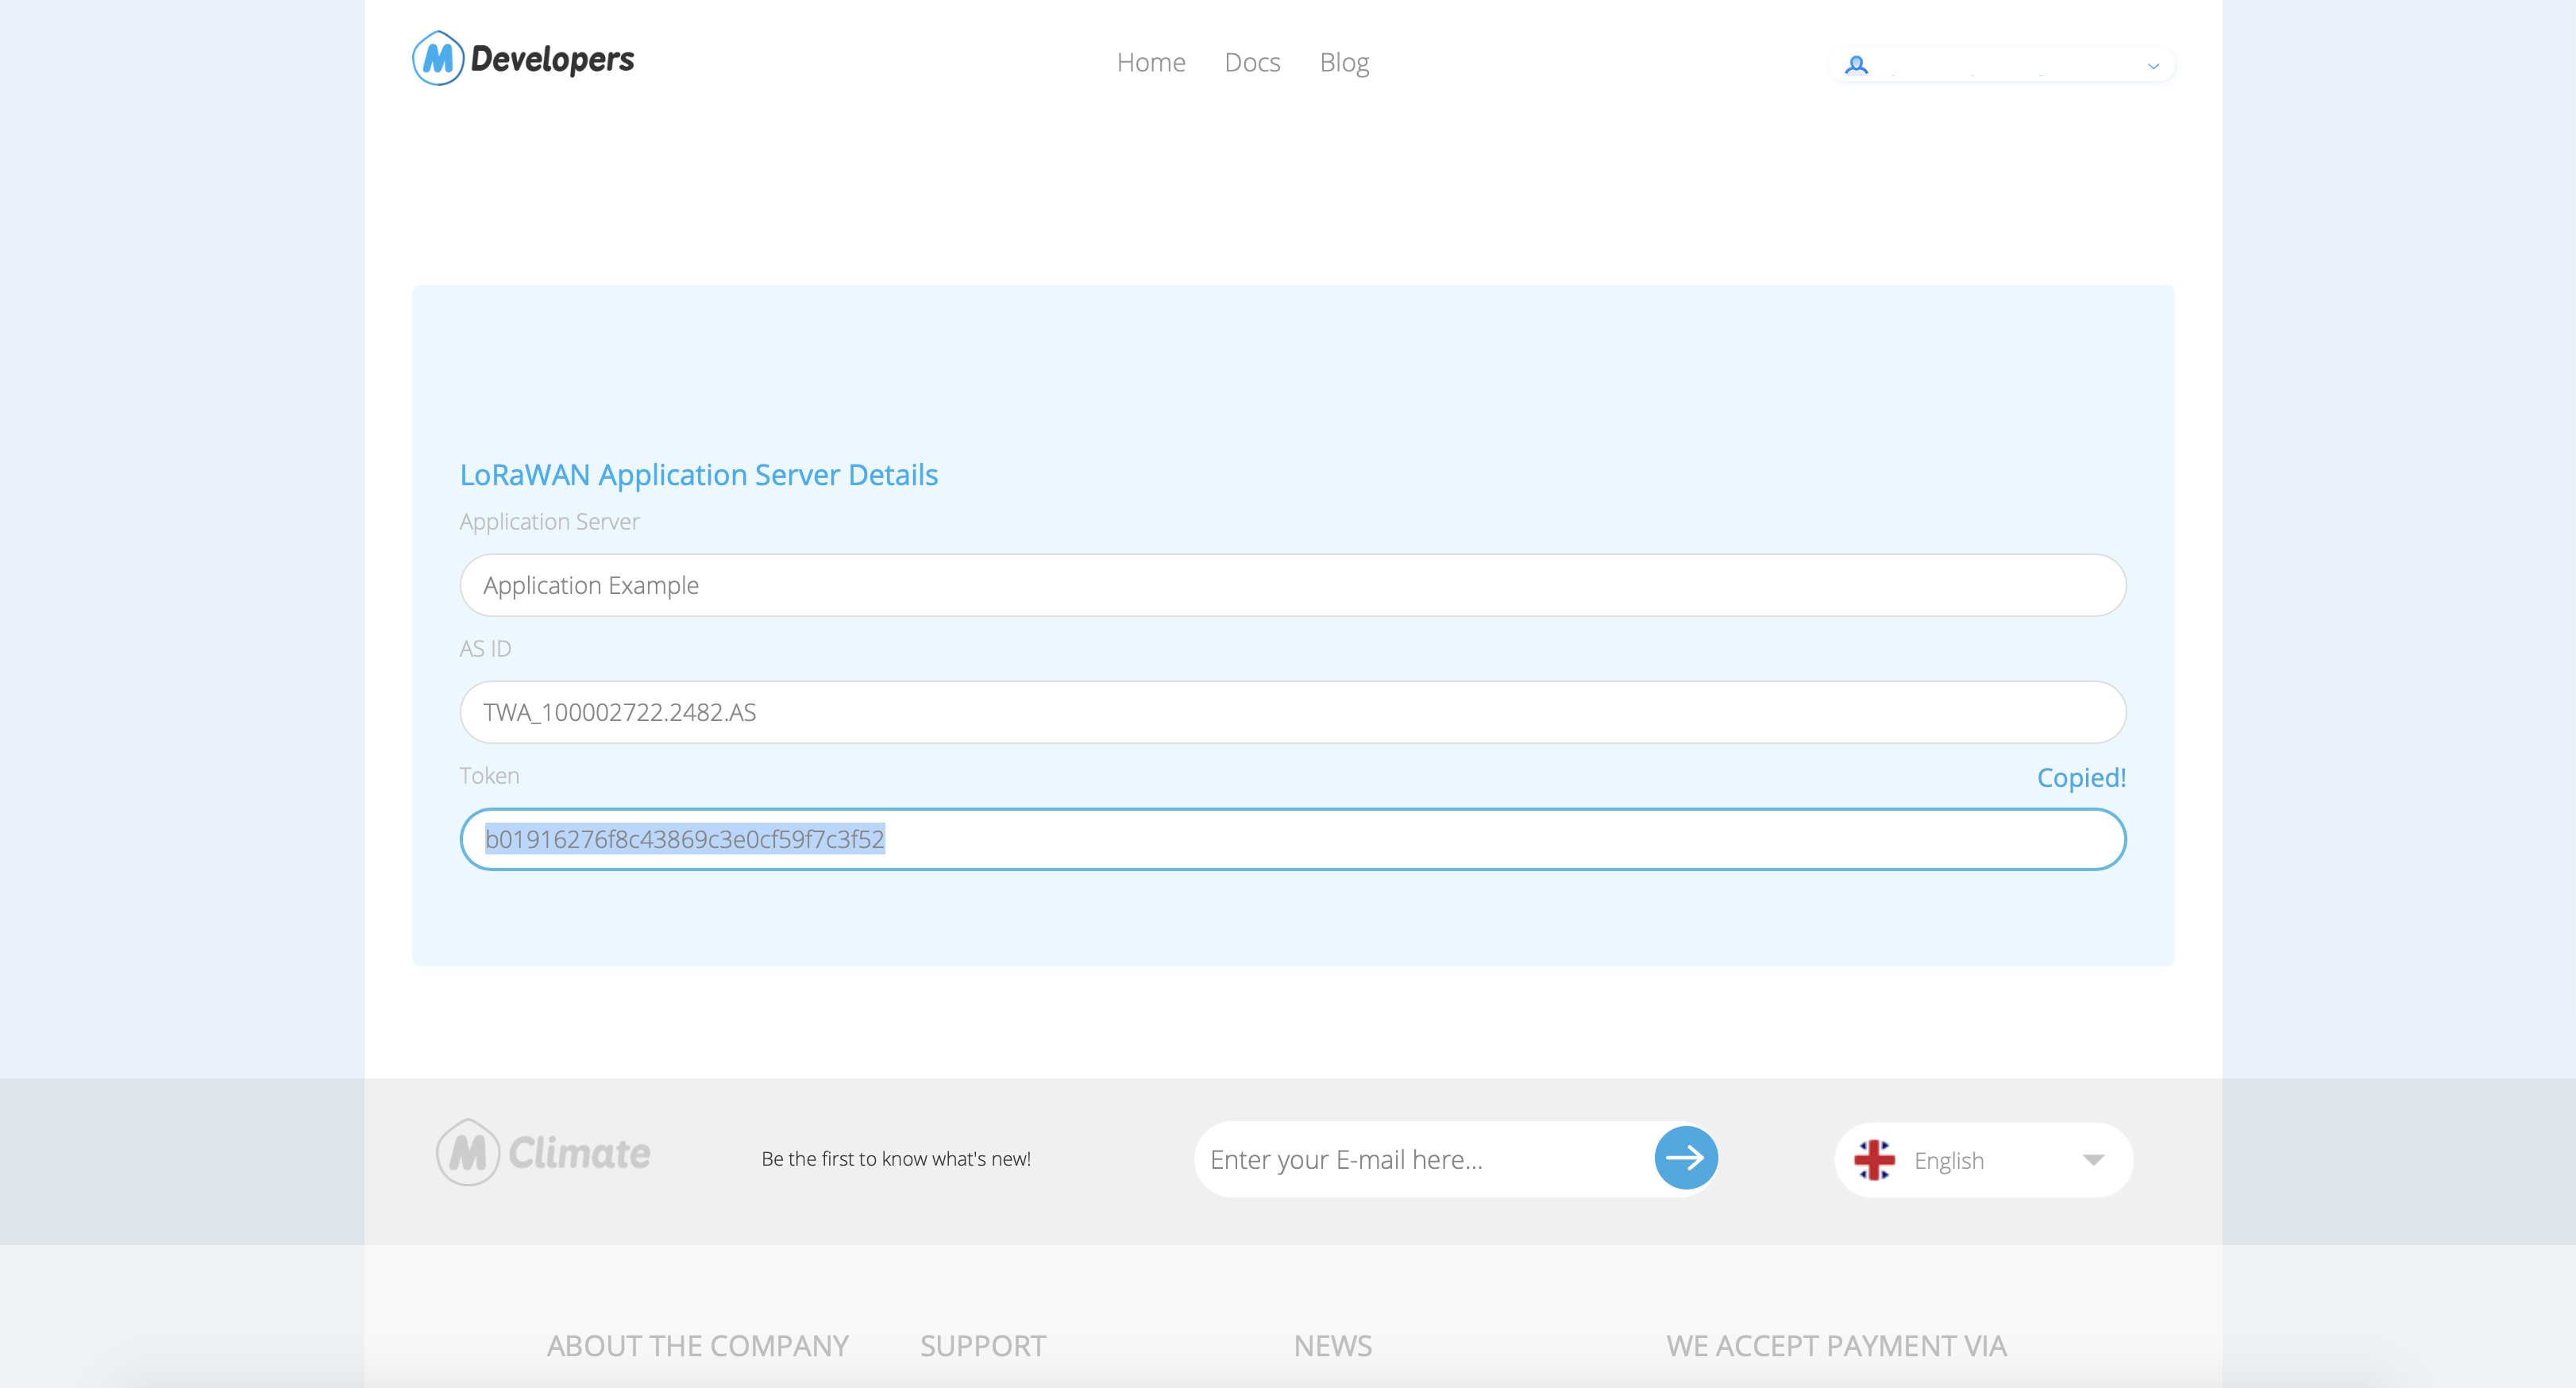 M Developers
Home Docs Blog
LoRaWAN Application Server Details
Application Server
Application Example
AS ID
TWA_100002722.2482.AS
Token Copied!
b01916276f8c43869c3e0cf59f7c3f52
M Climate Be the first to know what's new! Enter your E-mail here... English
ABOUT THE COMPANY SUPPORT NEWS WE ACCEPT PAYMENT VIA